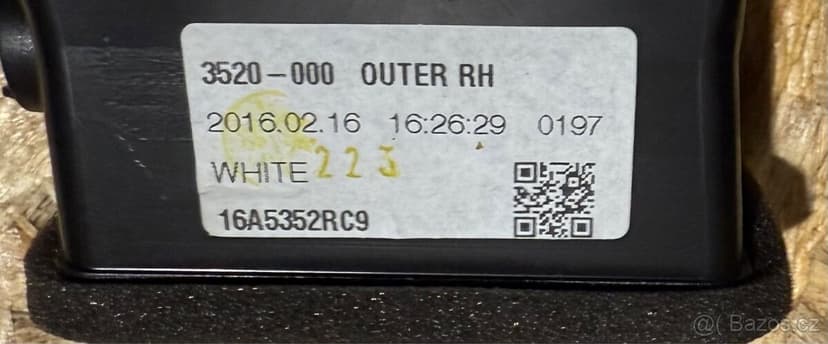 3520-000 OUTER RH
2016.02.16 16:26:29 0197
WHITE 223
16A5352RC9
@( Bazos.cz